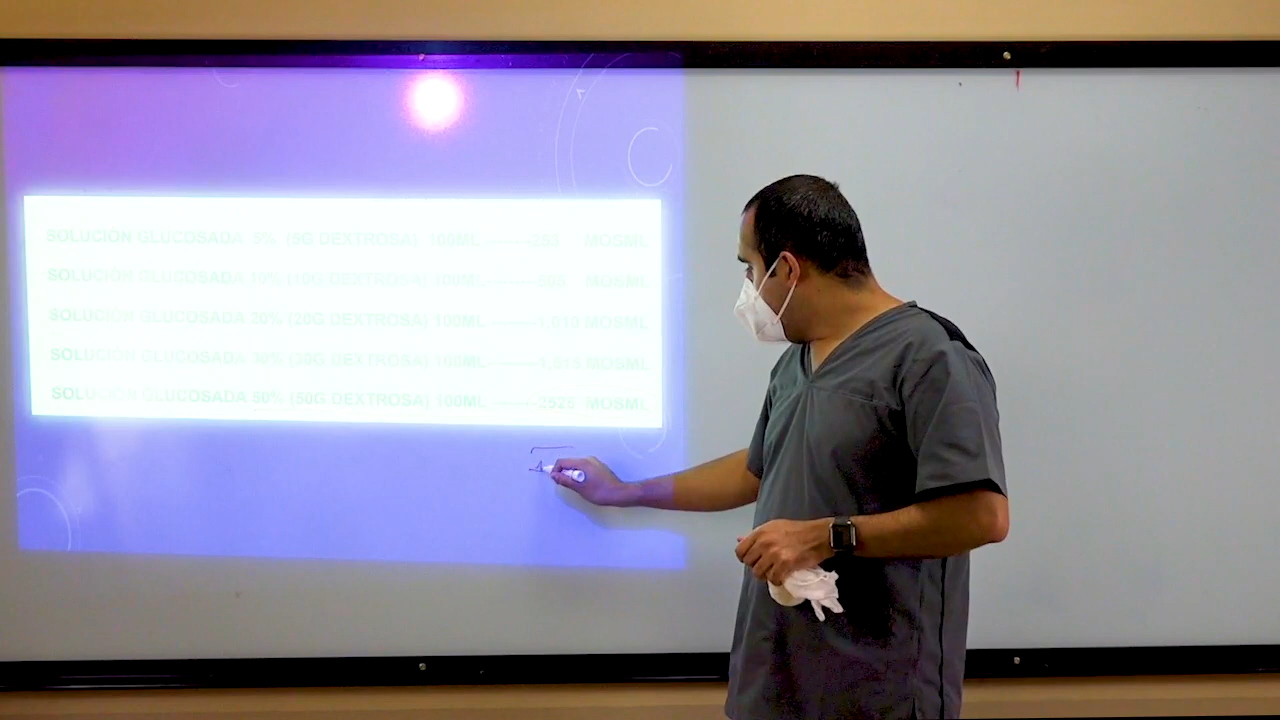 SOLUCIÓN GLUCOSADA 5% (5G DEXTROSA) 100ML --------253 MOSML
SOLUCIÓN GLUCOSADA 10% (10G DEXTROSA) 100ML --------505 MOSML
SOLUCIÓN GLUCOSADA 20% (20G DEXTROSA) 100ML --------1,010 MOSML
SOLUCIÓN GLUCOSADA 30% (30G DEXTROSA) 100ML --------1,515 MOSML
SOLUCIÓN GLUCOSADA 50% (50G DEXTROSA) 100ML --------2525 MOSML